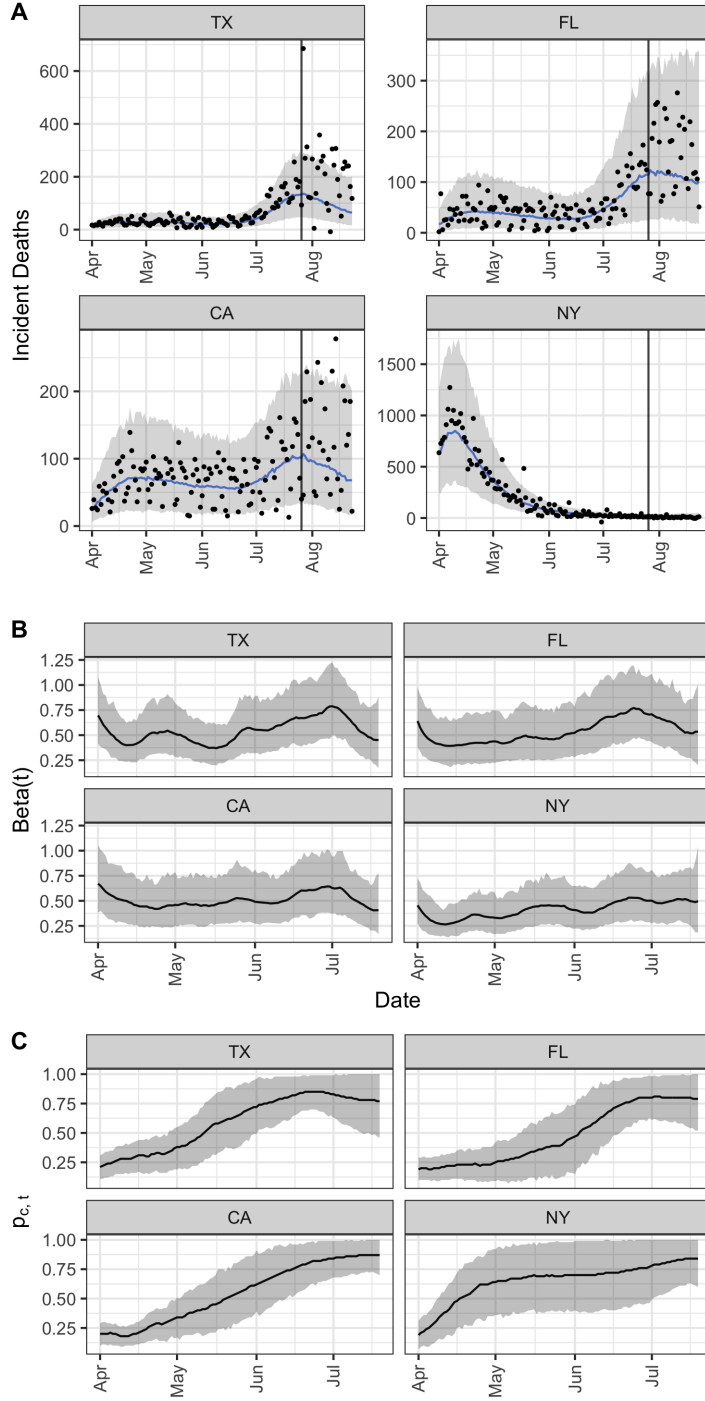 A
TX
FL
Incident Deaths
600
400
200
0
300
200
100
0
Apr
May
Jun
Jul
Aug
Apr
May
Jun
Jul
Aug
CA
NY
200
100
0
1500
1000
500
0
Apr
May
Jun
Jul
Aug
Apr
May
Jun
Jul
Aug
B
TX
FL
Beta(t)
1.25
1.00
0.75
0.50
0.25
CA
NY
1.25
1.00
0.75
0.50
0.25
Apr
May
Jun
Jul
Apr
May
Jun
Jul
Date
C
TX
FL
p c, t
1.00
0.75
0.50
0.25
CA
NY
1.00
0.75
0.50
0.25
Apr
May
Jun
Jul
Apr
May
Jun
Jul